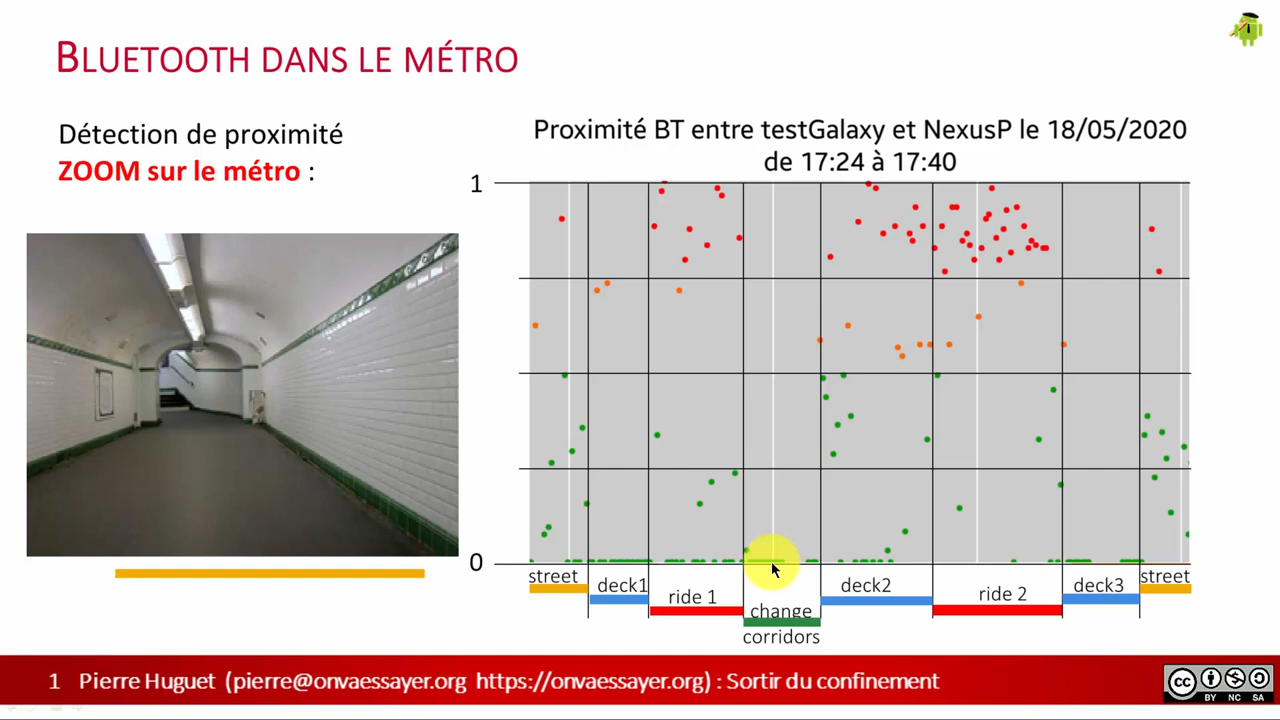 BLUETOOTH DANS LE MÉTRO
Détection de proximité
ZOOM sur le métro :
Proximité BT entre testGalaxy et NexusP le 18/05/2020
de 17:24 à 17:40
1
0
street
deck1
ride 1
change
corridors
deck2
ride 2
deck3
street
1 Pierre Huguet (pierre@onvaessayer.org https://onvaessayer.org) : Sortir du confinement
cc
BY NC SA